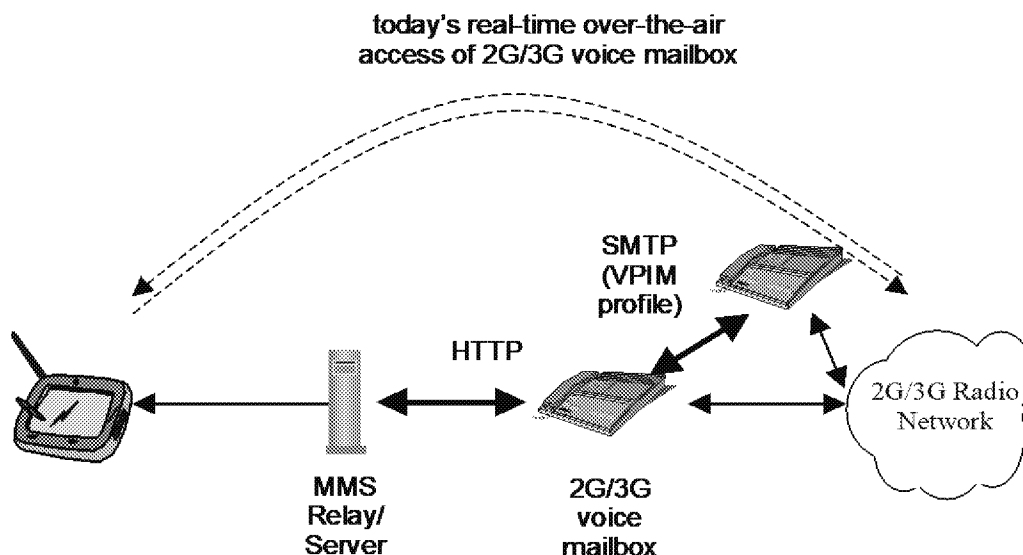 today's real-time over-the-air
access of 2G/3G voice mailbox
SMTP
(VPIM
profile)
HTTP
2G/3G Radio
Network
MMS
Relay/
Server
2G/3G
voice
mailbox